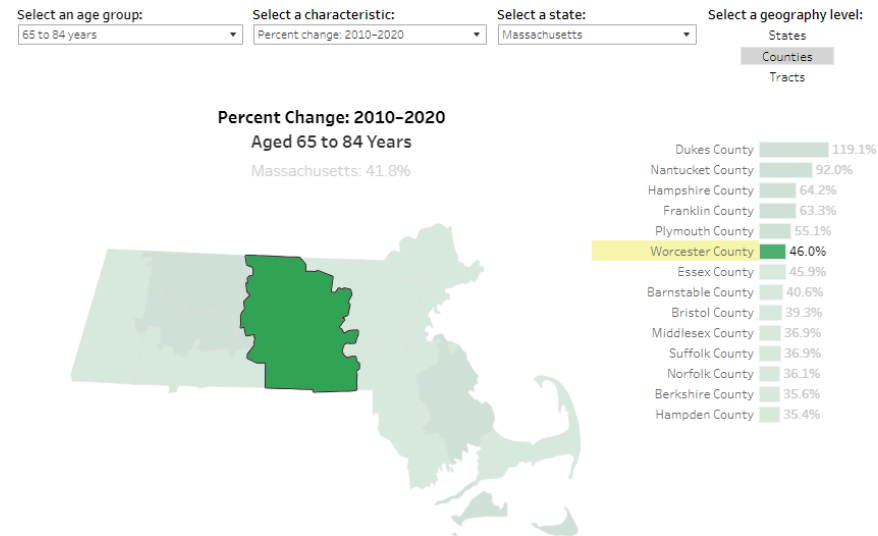 Select an age group:
65 to 84 years
Select a characteristic:
Percent change: 2010–2020
Select a state:
Massachusetts
Select a geography level:
States
Counties
Tracts
Percent Change: 2010–2020
Aged 65 to 84 Years
Massachusetts: 41.8%
Dukes County 119.1%
Nantucket County 92.0%
Hampshire County 64.2%
Franklin County 63.3%
Plymouth County 55.1%
Worcester County 46.0%
Essex County 45.9%
Barnstable County 40.6%
Bristol County 39.3%
Middlesex County 36.9%
Suffolk County 36.9%
Norfolk County 36.1%
Berkshire County 35.6%
Hampden County 35.4%